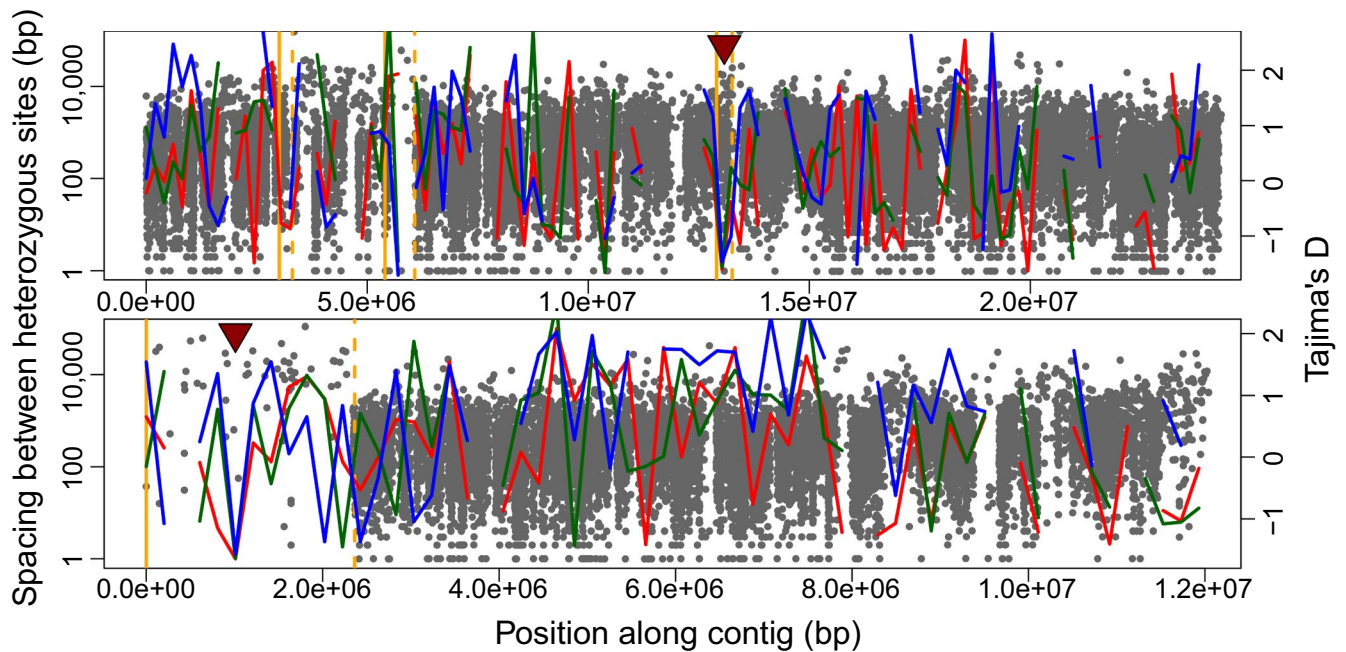 Spacing between heterozygous sites (bp)
10,000
100
1
2
1
0
−1
0.0e+00 5.0e+06 1.0e+07 1.5e+07 2.0e+07
Tajima's D
10,000
100
1
2
1
0
−1
0.0e+00 2.0e+06 4.0e+06 6.0e+06 8.0e+06 1.0e+07 1.2e+07
Position along contig (bp)